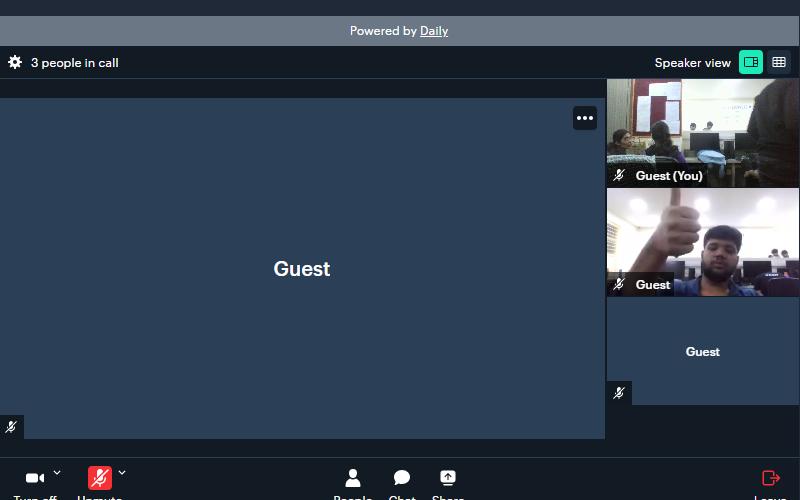 Powered by Daily
3 people in call
Speaker view
Guest
Guest (You)
Guest
Guest
Turn off
Unmute
People
Chat
Share
Leave